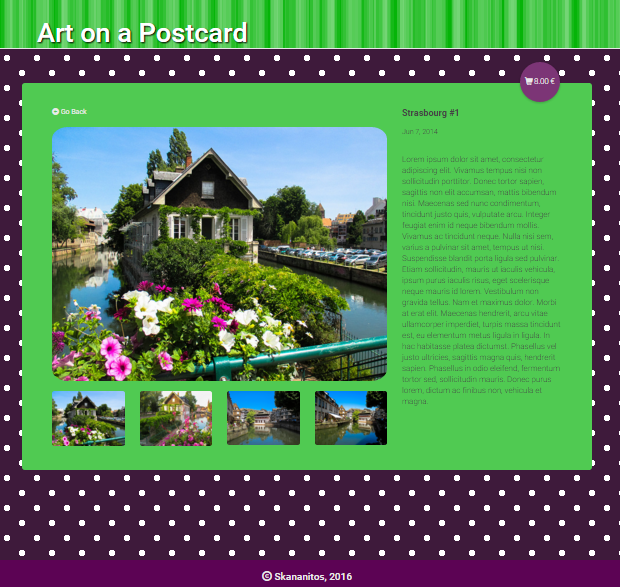 Art on a Postcard
8.00 €
Go Back
Strasbourg #1
Jun 7, 2014
Lorem ipsum dolor sit amet, consectetur
adipiscing elit. Vivamus tempus nisi non
sollicitudin porttitor. Donec tortor sapien,
sagittis non elit accumsan, mattis bibendum
nisi. Maecenas sed nunc condimentum,
tincidunt justo quis, vulputate arcu. Integer
feugiat enim id neque bibendum mollis.
Vivamus ac tincidunt neque. Nulla nisi sem,
varius a pulvinar sit amet, tempus ut nisi.
Suspendisse blandit porta ligula sed pulvinar.
Etiam sollicitudin, mauris ut iaculis vehicula,
ipsum purus iaculis risus, eget scelerisque
neque mauris id lorem. Vestibulum non
gravida tellus. Nam et maximus dolor. Morbi
at erat elit. Maecenas hendrerit, arcu vitae
ullamcorper imperdiet, turpis massa tincidunt
est, eu elementum metus ligula in ligula. In
hac habitasse platea dictumst. Phasellus vel
justo ultricies, sagittis magna quis, hendrerit
sapien. Phasellus in odio eleifend, fermentum
tortor sed, sollicitudin mauris. Donec purus
lorem, dictum ac finibus non, vehicula et
magna.
© Skananitos, 2016